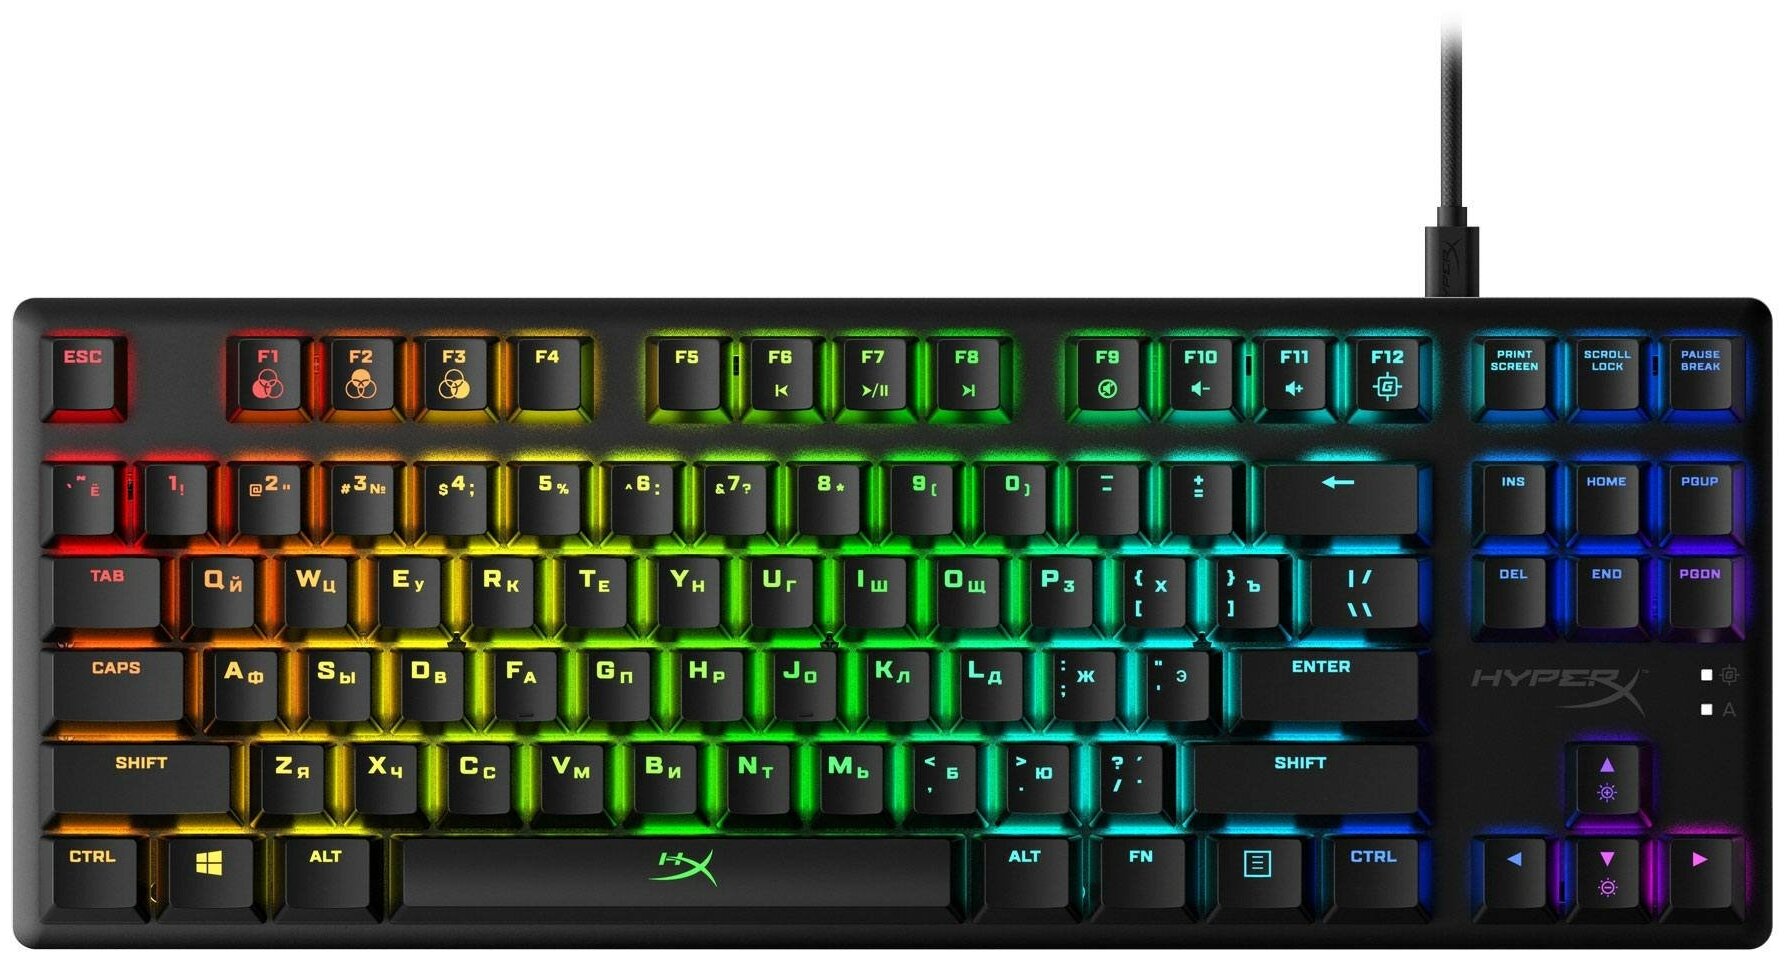 HYPERX
ESC F1 F2 F3 F4 F5 F6 F7 F8 F9 F10 F11 F12 PRINT SCREEN SCROLL LOCK PAUSE BREAK
` ~ Ё 1 ! @ 2 " # 3 № $ 4 ; 5 % ^ 6 : & 7 ? 8 * 9 ( 0 ) − − + = ← INS HOME PGUP
TAB Q Й W Ц E У R К T Е Y Н U Г I Ш O Щ P З { [ Х } ] Ъ | / \ \ DEL END PGDN
CAPS A Ф S Ы D В F А G П H Р J О K Л L Д : ; Ж " ' Э ENTER HYPERX G A
SHIFT Z Я X Ч C С V М B И N Т M Ь < , Б > . Ю ? / ' . SHIFT
CTRL ALT HX ALT FN CTRL